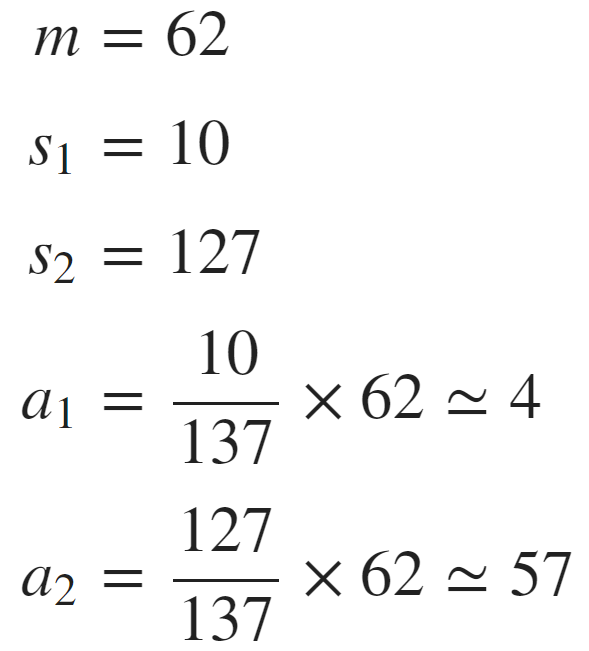 m = 62
s₁ = 10
s₂ = 127
a₁ = 10/137 × 62 ≃ 4
a₂ = 127/137 × 62 ≃ 57